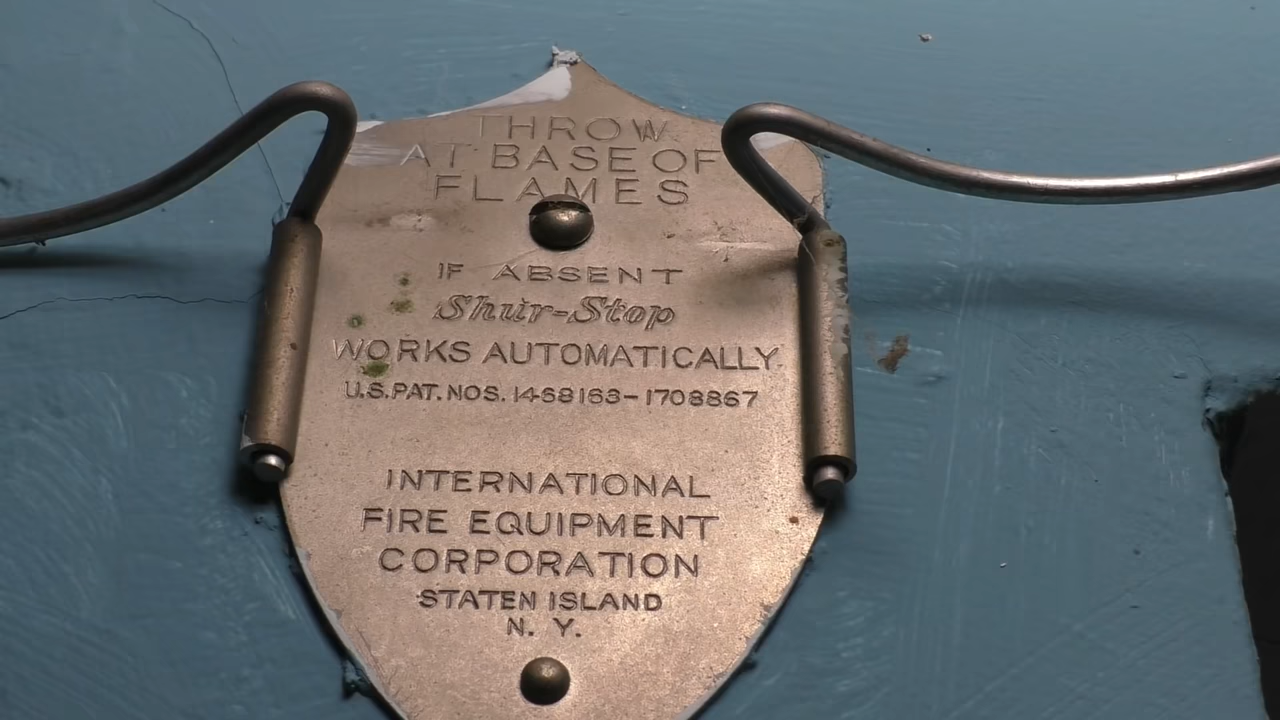 THROW
AT BASE OF
FLAMES
IF ABSENT
Shur-Stop
WORKS AUTOMATICALLY
U.S. PAT. NOS. 1468163-1708867
INTERNATIONAL
FIRE EQUIPMENT
CORPORATION
STATEN ISLAND
N. Y.